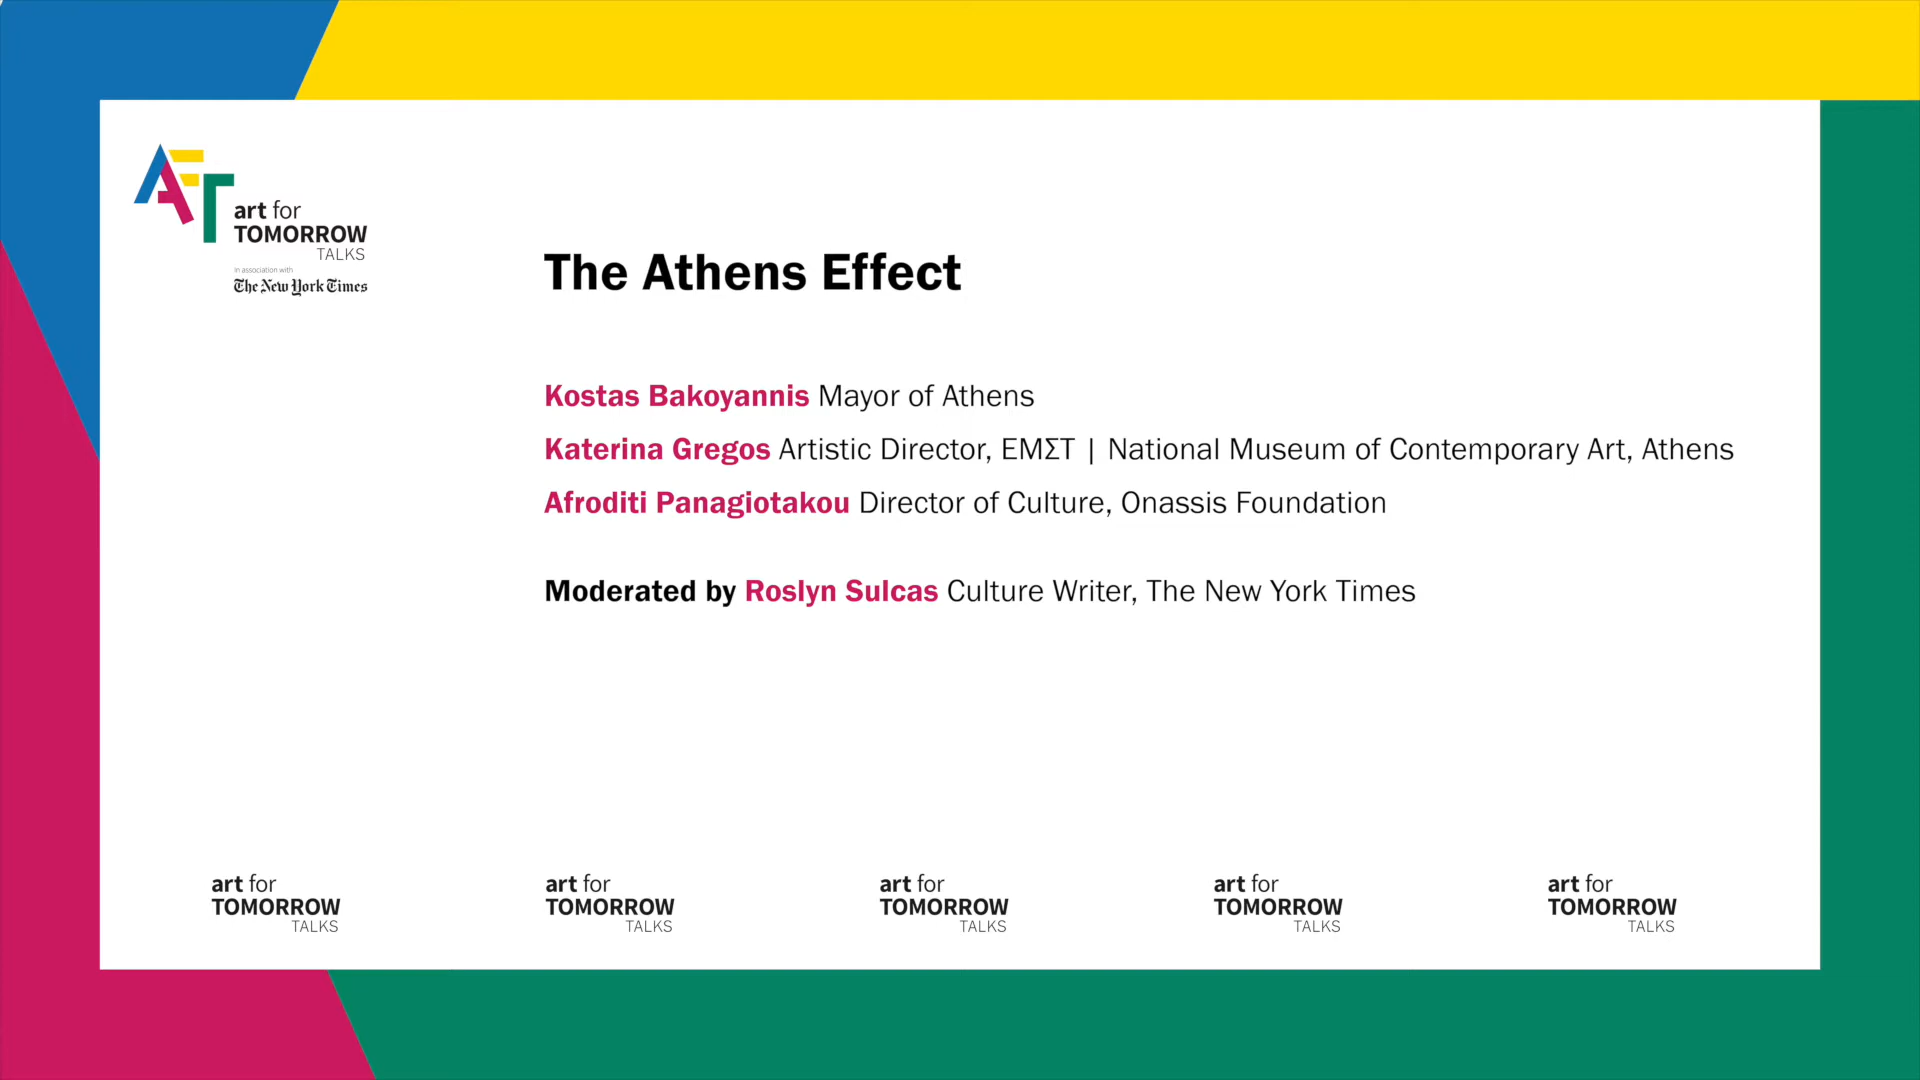 AFT
art for
TOMORROW
TALKS
In association with
The New York Times
The Athens Effect
Kostas Bakoyannis Mayor of Athens
Katerina Gregos Artistic Director, ΕΜΣΤ | National Museum of Contemporary Art, Athens
Afroditi Panagiotakou Director of Culture, Onassis Foundation
Moderated by Roslyn Sulcas Culture Writer, The New York Times
art for
TOMORROW
TALKS
art for
TOMORROW
TALKS
art for
TOMORROW
TALKS
art for
TOMORROW
TALKS
art for
TOMORROW
TALKS